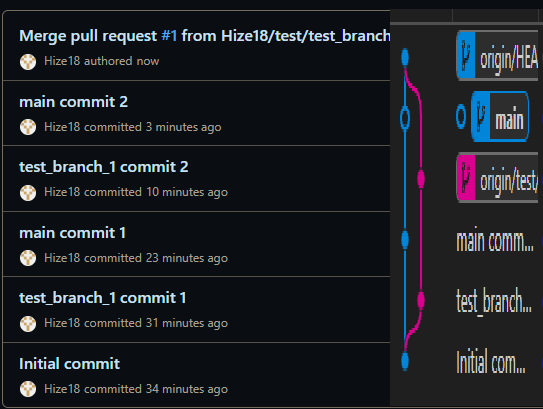 Merge pull request #1 from Hize18/test/test_branch
Hize18 authored now
main commit 2
Hize18 committed 3 minutes ago
test_branch_1 commit 2
Hize18 committed 10 minutes ago
main commit 1
Hize18 committed 23 minutes ago
test_branch_1 commit 1
Hize18 committed 31 minutes ago
Initial commit
Hize18 committed 34 minutes ago
origin/HEA
main
origin/test/
main comm...
test_branch...
Initial com...